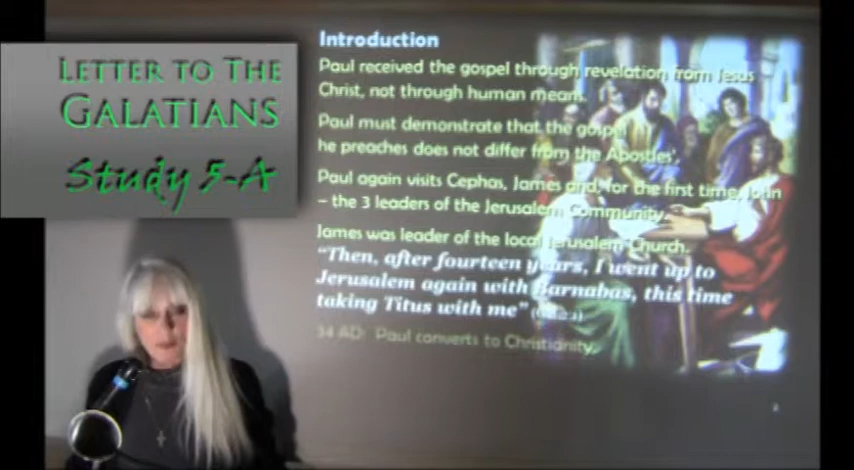 LETTER TO THE
GALATIANS
Study 5-A
Introduction
Paul received the gospel through revelation from Jesus
Christ, not through human means.
Paul must demonstrate that the gospel
he preaches does not differ from the Apostles'.
Paul again visits Cephas, James and, for the first time, John
– the 3 leaders of the Jerusalem Community.
James was leader of the local Jerusalem Church.
"Then, after fourteen years, I went up to
Jerusalem again with Barnabas, this time
taking Titus with me"
34 AD: Paul converts to Christianity.